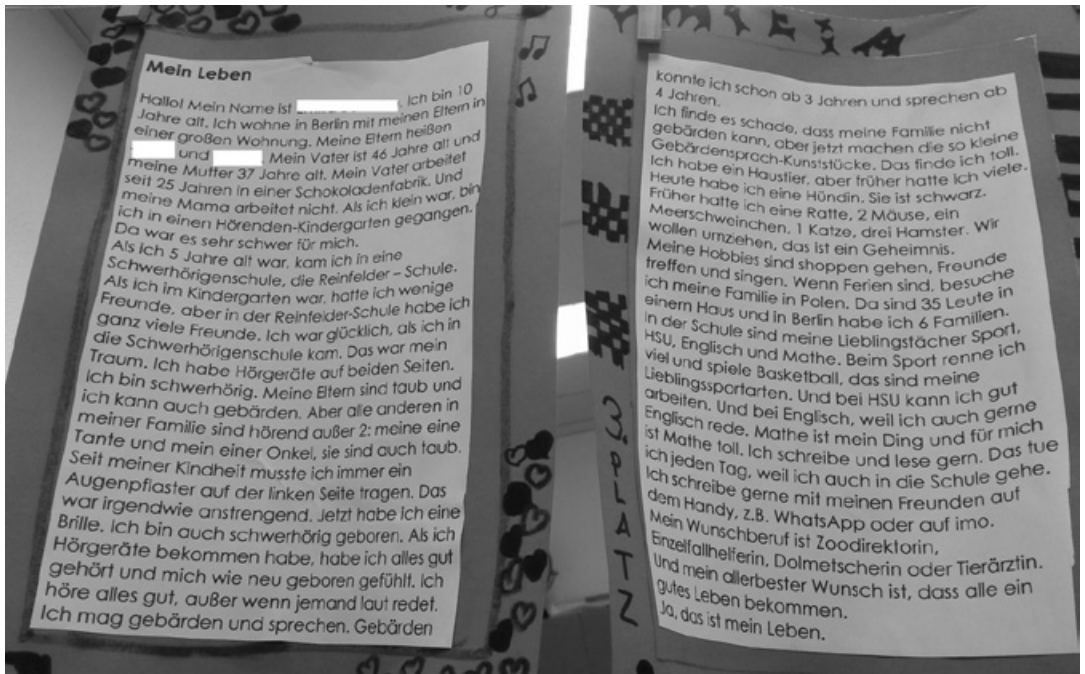 Mein Leben
Hallo! Mein Name ist . Ich bin 10
Jahre alt. Ich wohne in Berlin mit meinen Eltern in
einer großen Wohnung. Meine Eltern heißen
und . Mein Vater ist 46 Jahre alt und
meine Mutter 37 Jahre alt. Mein Vater arbeitet
seit 25 Jahren in einer Schokoladenfabrik. Und
meine Mama arbeitet nicht. Als ich klein war, bin
ich in einen Hörenden-Kindergarten gegangen.
Da war es sehr schwer für mich.
Als ich 5 Jahre alt war, kam ich in eine
Schwerhörigenschule, die Reinfelder – Schule.
Als ich im Kindergarten war, hatte ich wenige
Freunde, aber in der Reinfelder-Schule habe ich
ganz viele Freunde. Ich war glücklich, als ich in
die Schwerhörigenschule kam. Das war mein
Traum. Ich habe Hörgeräte auf beiden Seiten.
Ich bin schwerhörig. Meine Eltern sind taub und
ich kann auch gebärden. Aber alle anderen in
meiner Familie sind hörend außer 2: meine eine
Tante und mein einer Onkel, sie sind auch taub.
Seit meiner Kindheit musste ich immer ein
Augenpflaster auf der linken Seite tragen. Das
war irgendwie anstrengend. Jetzt habe ich eine
Brille. Ich bin auch schwerhörig geboren. Als ich
Hörgeräte bekommen habe, habe ich alles gut
gehört und mich wie neu geboren gefühlt. Ich
höre alles gut, außer wenn jemand laut redet.
Ich mag gebärden und sprechen. Gebärden
konnte ich schon ab 3 Jahren und sprechen ab
4 Jahren.
Ich finde es schade, dass meine Familie nicht
gebärden kann, aber jetzt machen die so kleine
Gebärdensprach-Kunststücke. Das finde ich toll.
Ich habe ein Haustier, aber früher hatte ich viele.
Heute habe ich eine Hündin. Sie ist schwarz.
Früher hatte ich eine Ratte, 2 Mäuse, ein
Meerschweinchen, 1 Katze, drei Hamster. Wir
wollen umziehen, das ist ein Geheimnis.
Meine Hobbies sind shoppen gehen, Freunde
treffen und singen. Wenn Ferien sind, besuche
ich meine Familie in Polen. Da sind 35 Leute in
einem Haus und in Berlin habe ich 6 Familien.
In der Schule sind meine Lieblingsfächer Sport,
HSU, Englisch und Mathe. Beim Sport renne ich
viel und spiele Basketball, das sind meine
Lieblingssportarten. Und bei HSU kann ich gut
arbeiten. Und bei Englisch, weil ich auch gerne
Englisch rede. Mathe ist mein Ding und für mich
ist Mathe toll. Ich schreibe und lese gern. Das tue
ich jeden Tag, weil ich auch in die Schule gehe.
Ich schreibe gerne mit meinen Freunden auf
dem Handy, z.B. WhatsApp oder auf imo.
Mein Wunschberuf ist Zoodirektorin,
Einzelfallhelferin, Dolmetscherin oder Tierärztin.
Und mein allerbester Wunsch ist, dass alle ein
gutes Leben bekommen.
Ja, das ist mein Leben.
3. PLATZ